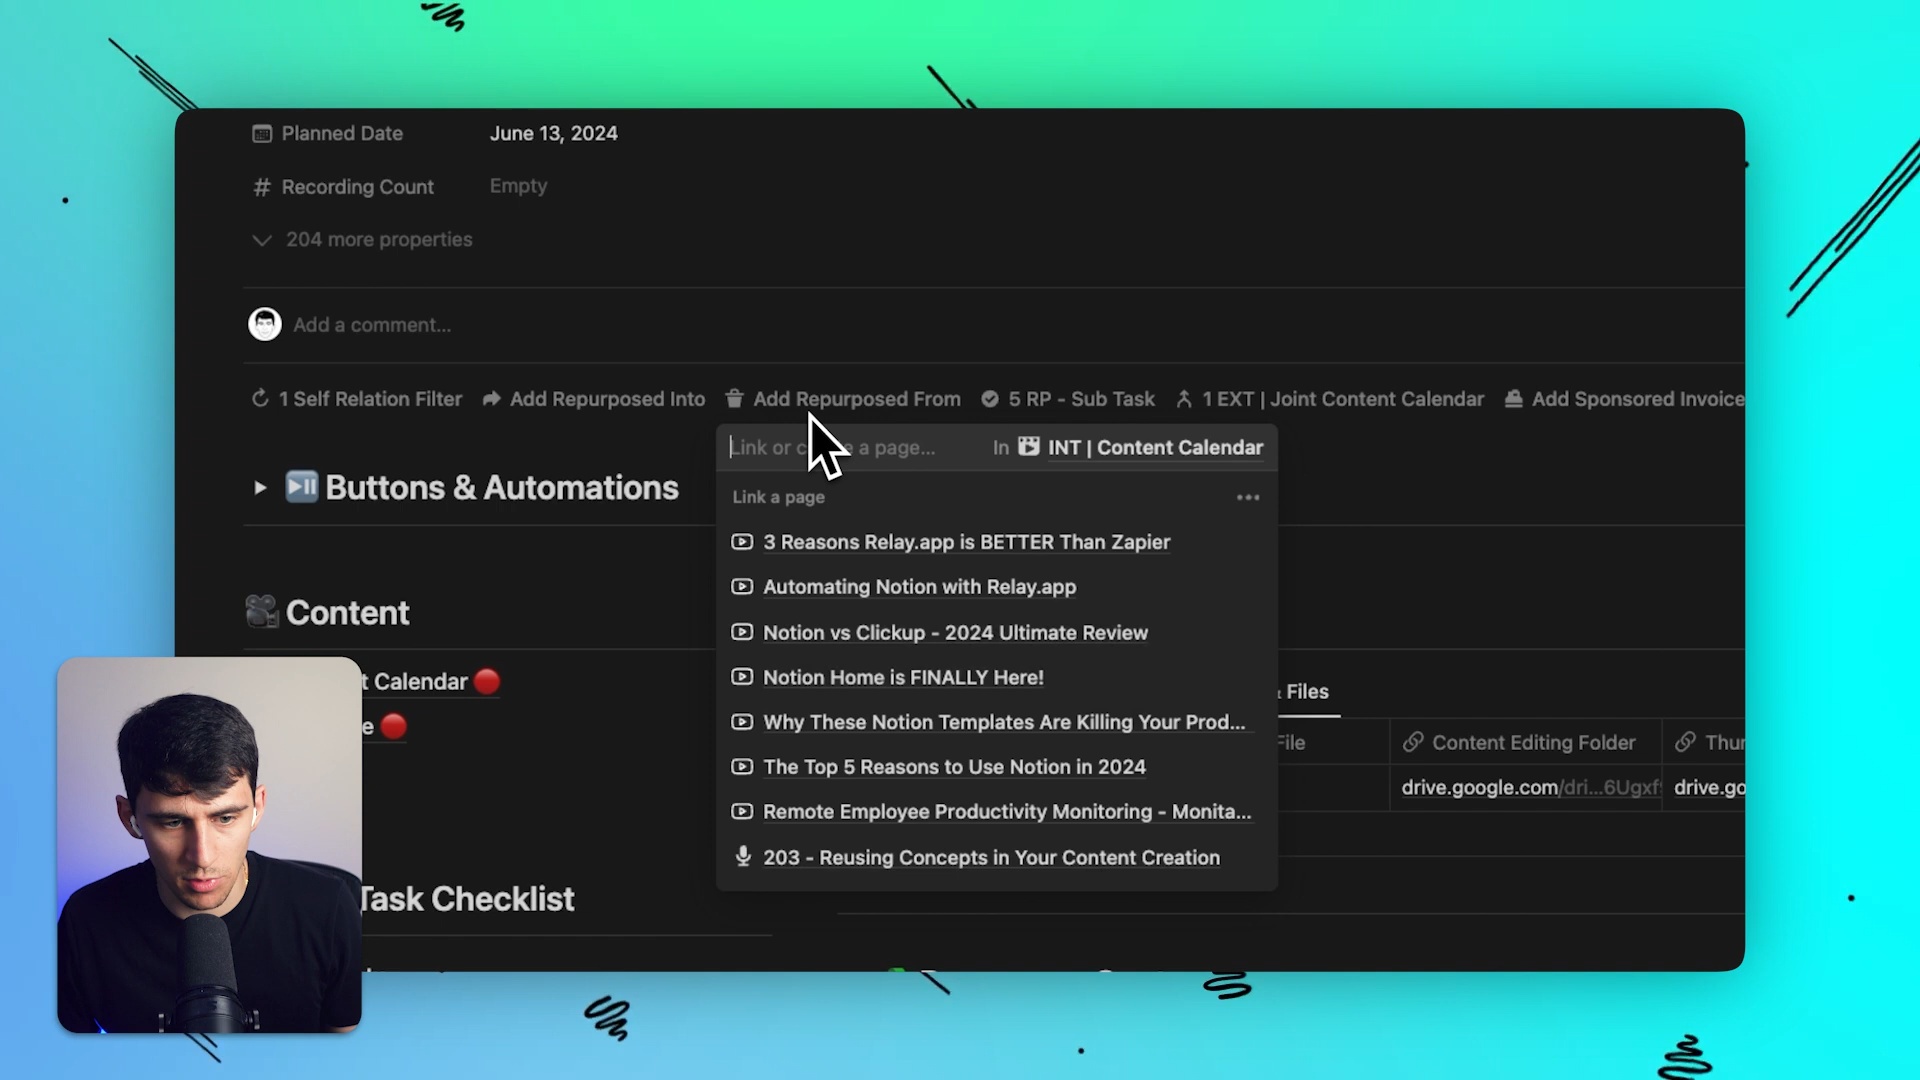 Planned Date June 13, 2024
# Recording Count Empty
204 more properties
Add a comment...
1 Self Relation Filter Add Repurposed Into Add Repurposed From 5 RP - Sub Task 1 EXT | Joint Content Calendar Add Sponsored Invoice
Link or c e a page... In INT | Content Calendar
Buttons & Automations
Link a page
3 Reasons Relay.app is BETTER Than Zapier
Automating Notion with Relay.app
Content
Notion vs Clickup - 2024 Ultimate Review
t Calendar
Notion Home is FINALLY Here!
& Files
e
Why These Notion Templates Are Killing Your Prod...
File Content Editing Folder Thur
The Top 5 Reasons to Use Notion in 2024
drive.google.com/dri...6Ugxf drive.go
Remote Employee Productivity Monitoring - Monita...
203 - Reusing Concepts in Your Content Creation
Task Checklist